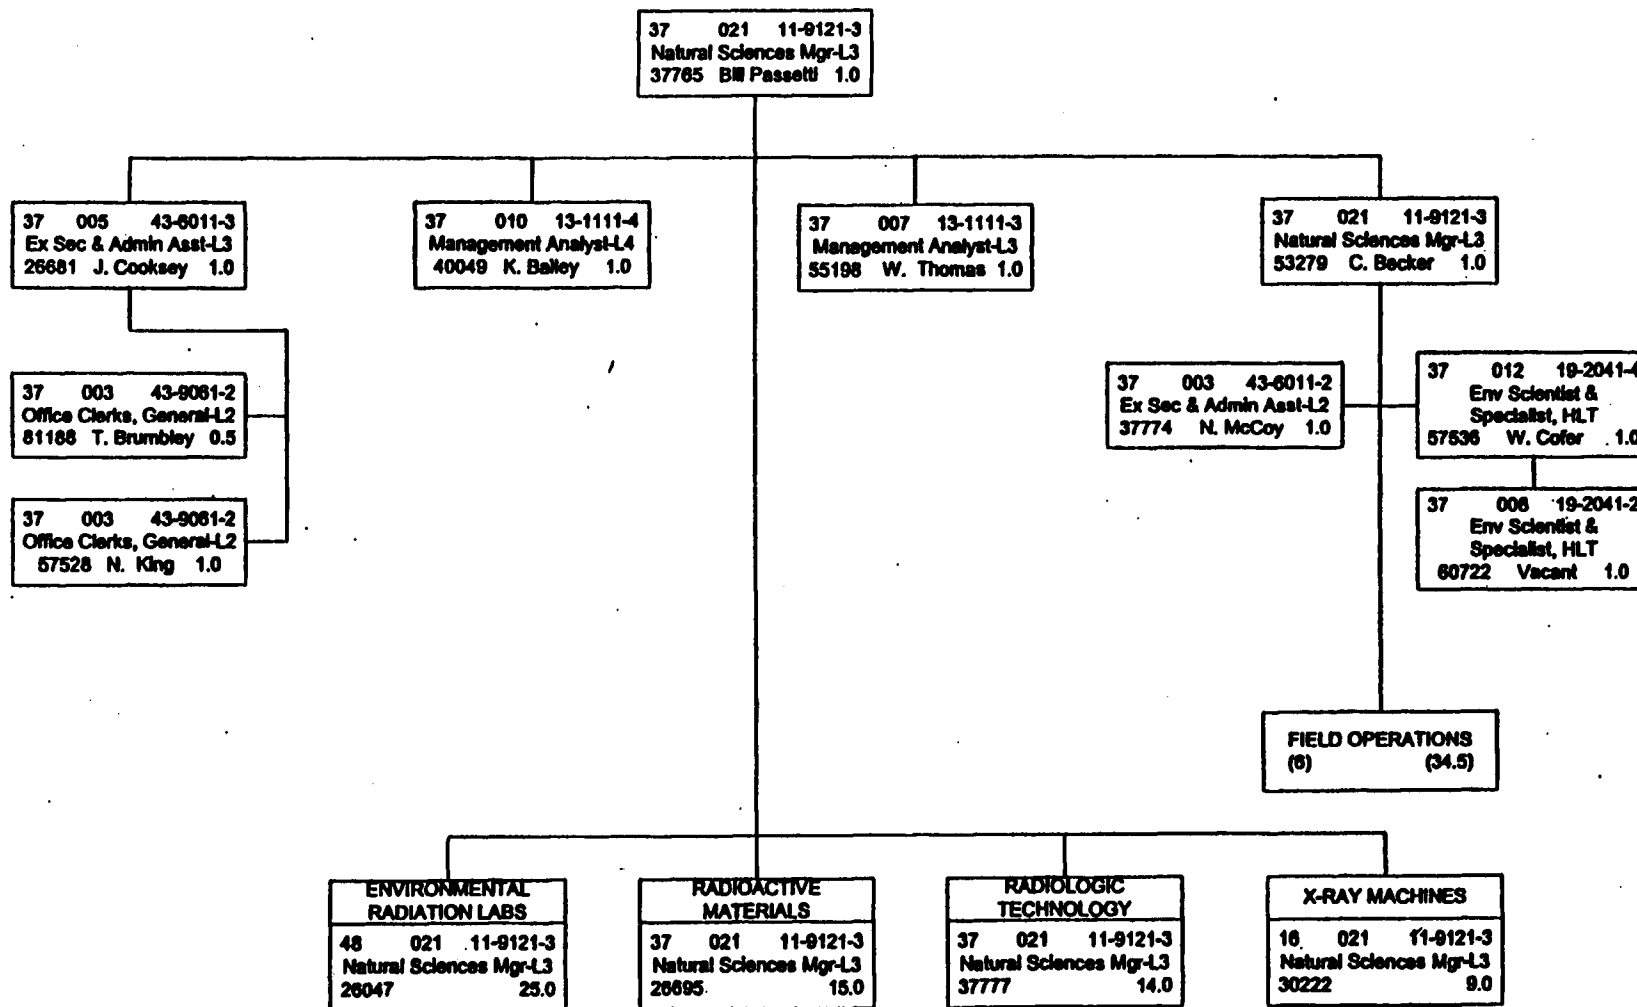 37 021 11-9121-3
Natural Sciences Mgr-L3
37765 Bill Passetti 1.0
37 005 43-6011-3
Ex Sec & Admin Asst-L3
26681 J. Cooksey 1.0
37 010 13-1111-4
Management Analyst-L4
40049 K. Bailey 1.0
37 007 13-1111-3
Management Analyst-L3
55198 W. Thomas 1.0
37 021 11-9121-3
Natural Sciences Mgr-L3
53279 C. Becker 1.0
37 003 43-9061-2
Office Clerks, General-L2
81188 T. Brumbley 0.5
37 003 43-9061-2
Office Clerks, General-L2
57528 N. King 1.0
37 003 43-6011-2
Ex Sec & Admin Asst-L2
37774 N. McCoy 1.0
37 012 19-2041-4
Env Scientist &
Specialist, HLT
57536 W. Cofer 1.0
37 006 19-2041-2
Env Scientist &
Specialist, HLT
60722 Vacant 1.0
FIELD OPERATIONS
(6) (34.5)
ENVIRONMENTAL
RADIATION LABS
48 021 11-9121-3
Natural Sciences Mgr-L3
26047 25.0
RADIOACTIVE
MATERIALS
37 021 11-9121-3
Natural Sciences Mgr-L3
26695 15.0
RADIOLOGIC
TECHNOLOGY
37 021 11-9121-3
Natural Sciences Mgr-L3
37777 14.0
X-RAY MACHINES
16 021 11-9121-3
Natural Sciences Mgr-L3
30222 9.0